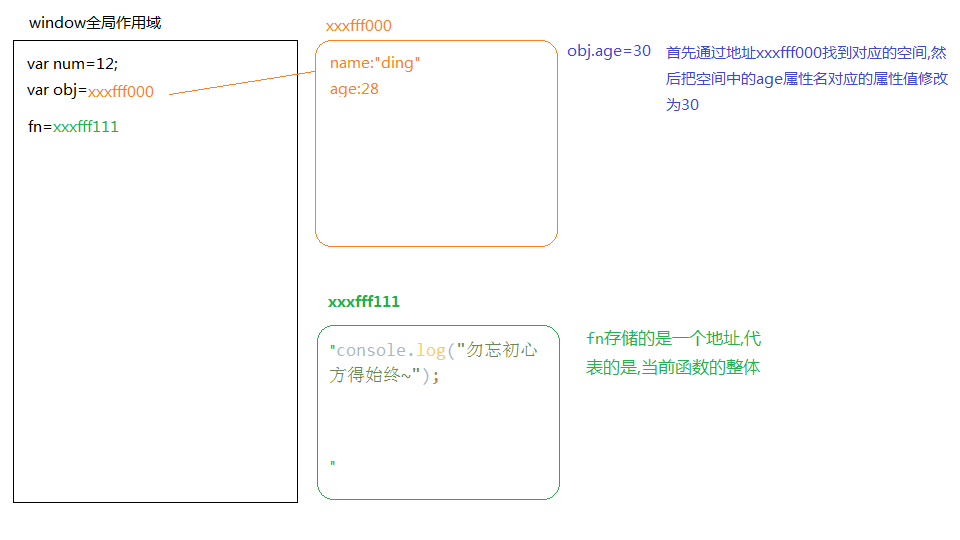 window全局作用域
var num=12;
var obj=xxxfff000
fn=xxxfff111
xxxfff000
name:"ding"
age:28
obj.age=30
首先通过地址xxxfff000找到对应的空间,然
后把空间中的age属性名对应的属性值修改
为30
xxxfff111
"console.log("勿忘初心
方得始终~");
"
fn存储的是一个地址,代
表的是,当前函数的整体